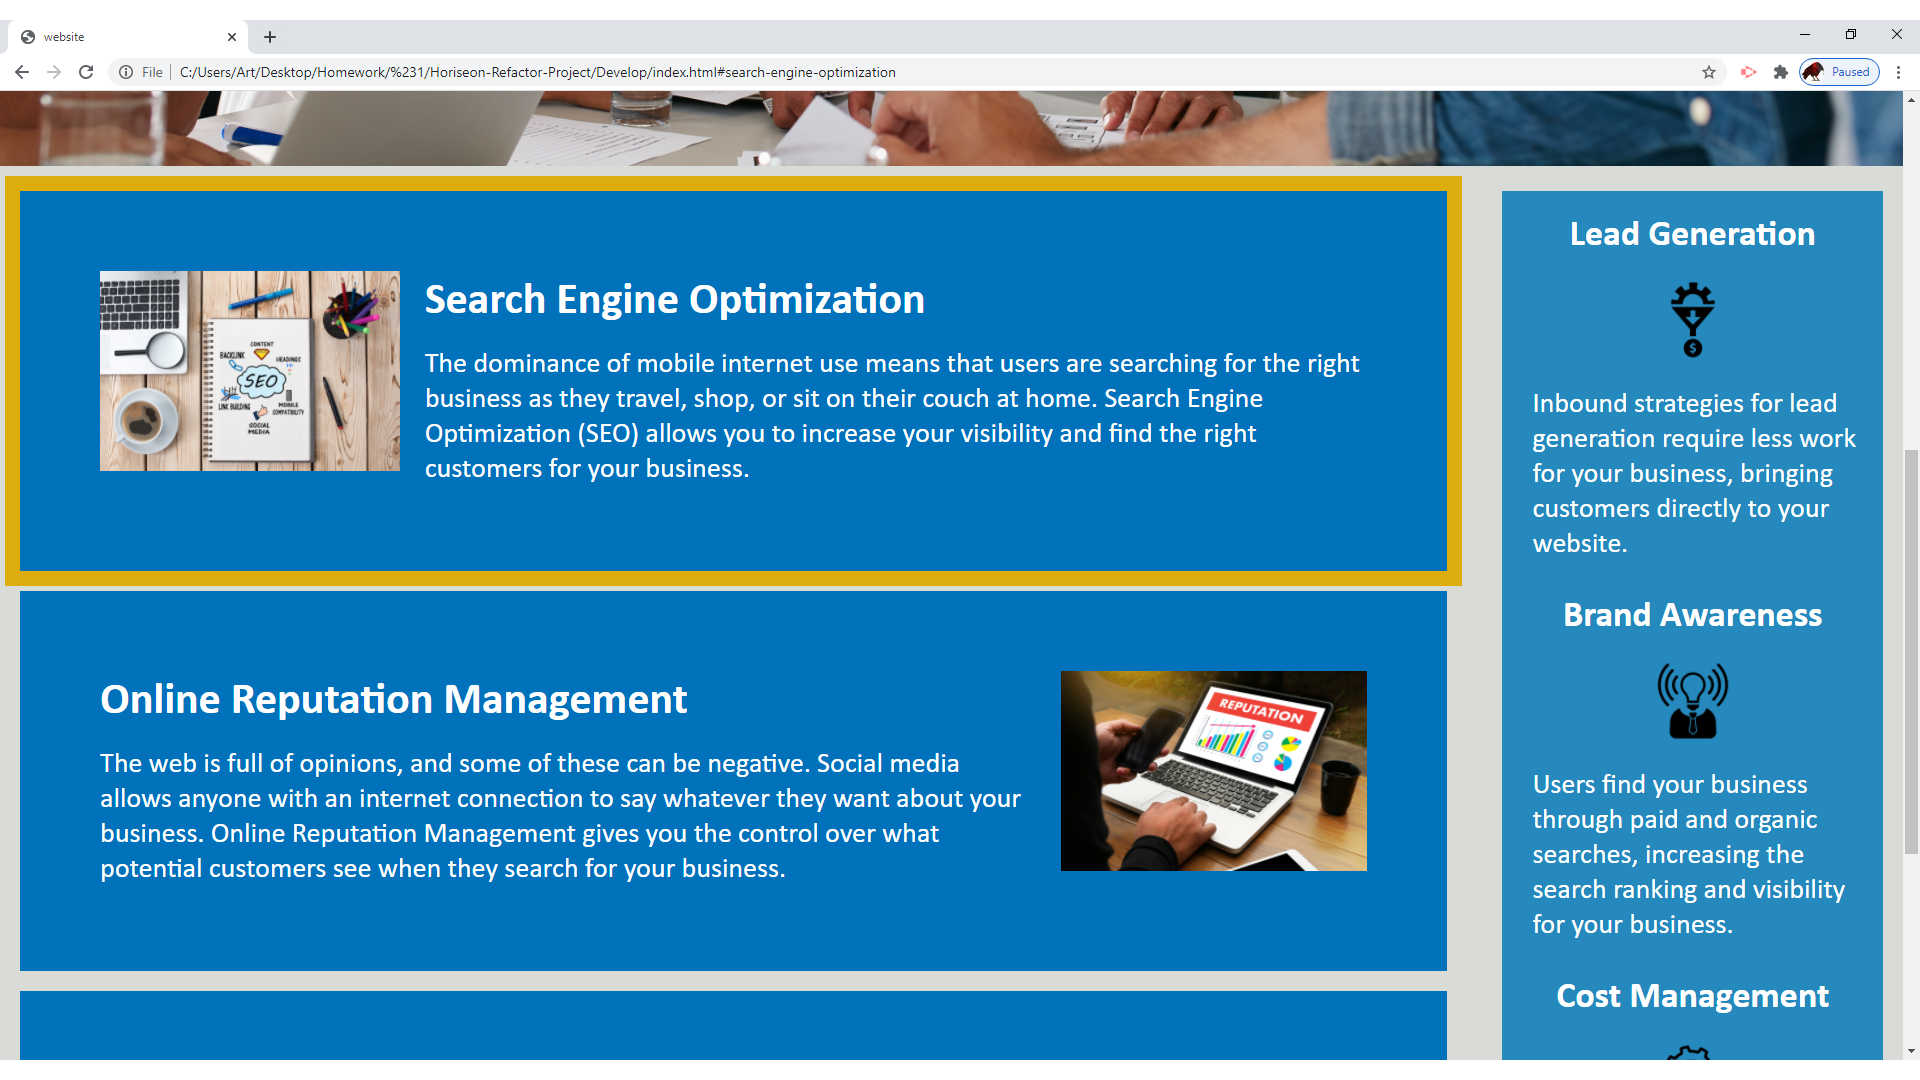 website
File
C:/Users/Art/Desktop/Homework/%231/Horiseon-Refactor-Project/Develop/index.html#search-engine-optimization
Paused
Search Engine Optimization
The dominance of mobile internet use means that users are searching for the right
business as they travel, shop, or sit on their couch at home. Search Engine
Optimization (SEO) allows you to increase your visibility and find the right
customers for your business.
CONTENT
BACKLINK
HEADINGS
SEO
LINK BUILDING
MOBILE
COMPATIBILITY
SOCIAL
MEDIA
Online Reputation Management
The web is full of opinions, and some of these can be negative. Social media
allows anyone with an internet connection to say whatever they want about your
business. Online Reputation Management gives you the control over what
potential customers see when they search for your business.
REPUTATION
Lead Generation
$
Inbound strategies for lead
generation require less work
for your business, bringing
customers directly to your
website.
Brand Awareness
Users find your business
through paid and organic
searches, increasing the
search ranking and visibility
for your business.
Cost Management